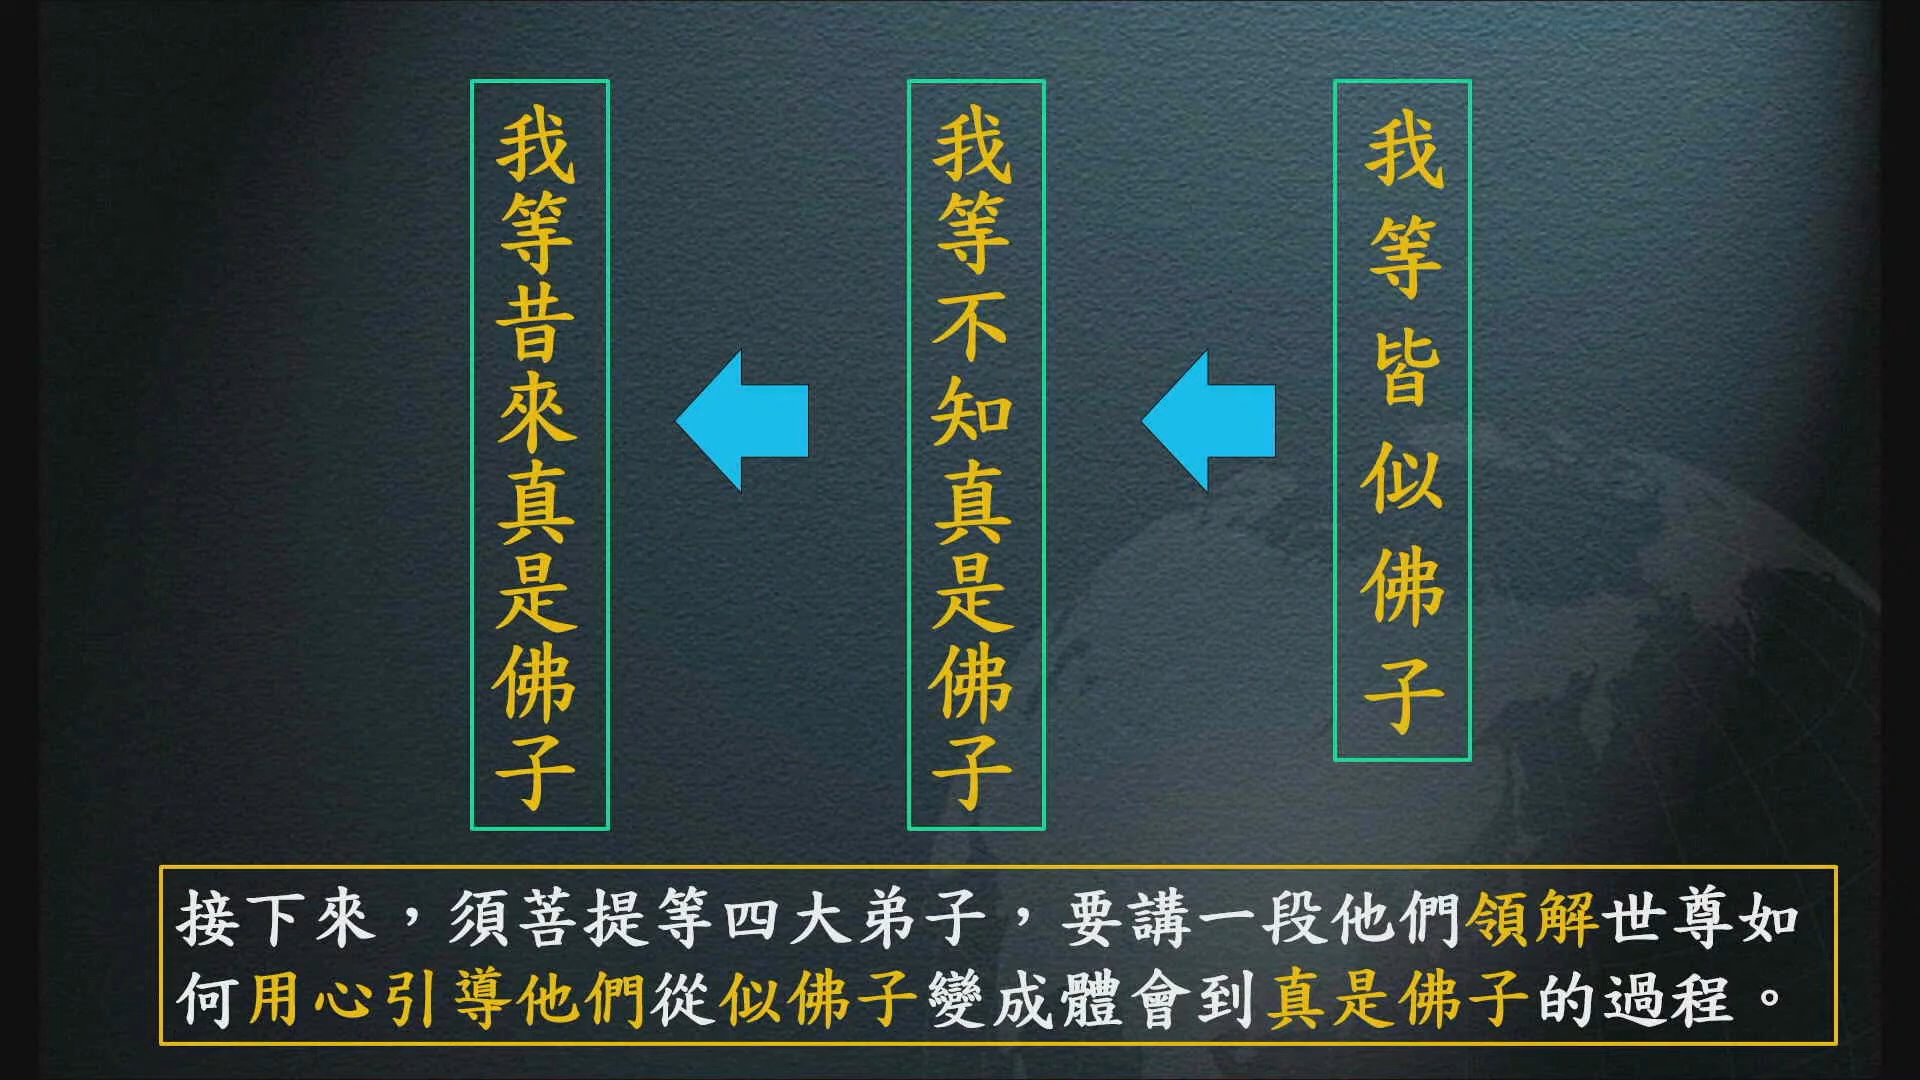 我等皆似佛子
我等不知真是佛子
我等昔來真是佛子
接下來，須菩提等四大弟子，要講一段他們領解世尊如
何用心引導他們從似佛子變成體會到真是佛子的過程。